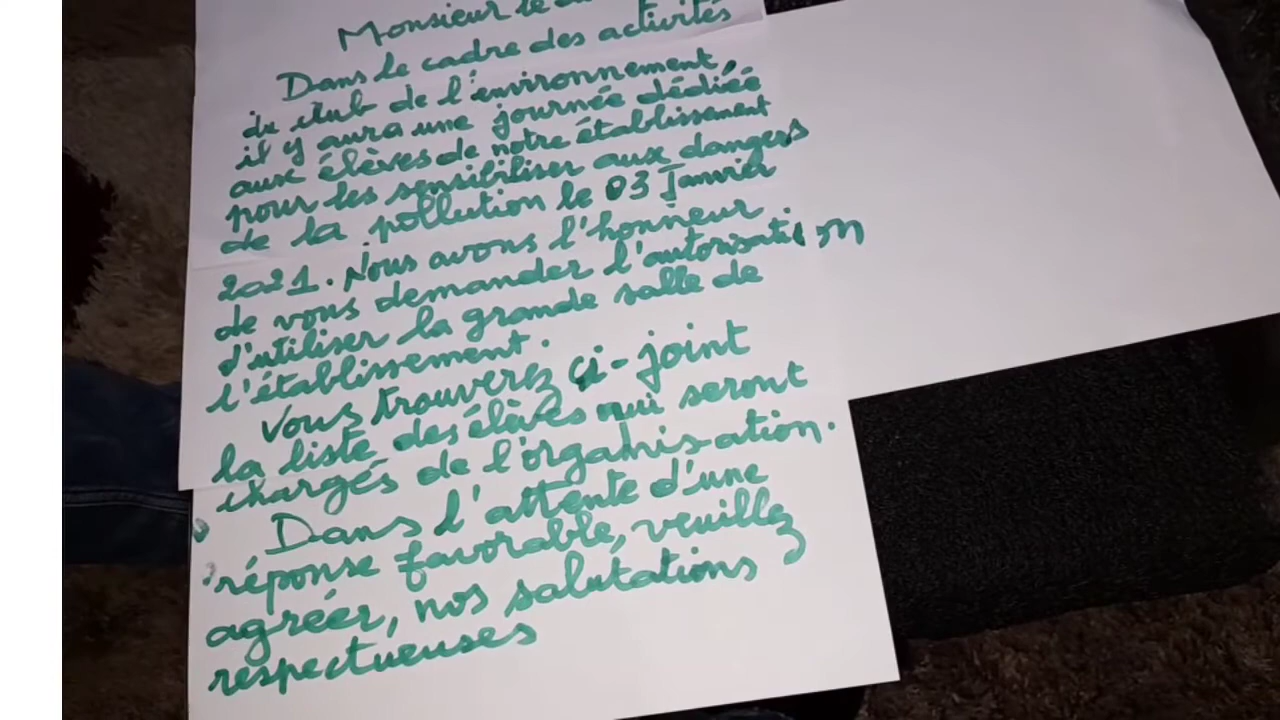 Monsieur le
Dans le cadre des activités
du club de l'environnement,
il y aura une journée dédiée
aux élèves de notre établissement
pour les sensibiliser aux dangers
de la pollution le 03 Janvier
2021. Nous avons l'honneur
de vous demander l'autorisation
d'utiliser la grande salle de
l'établissement.
Vous trouverez ci-joint
la liste des élèves qui seront
chargés de l'organisation.
Dans l'attente d'une
réponse favorable, veuillez
agréer, nos salutations
respectueuses